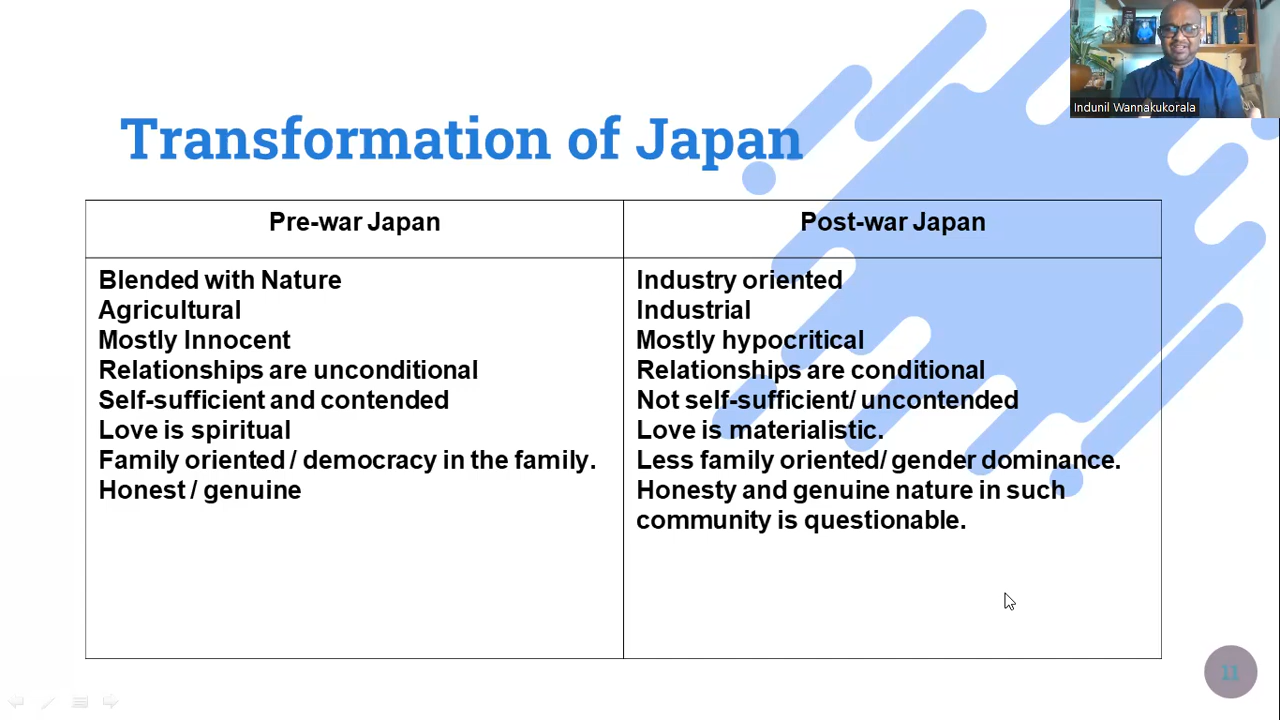 Indunil Wannakukorala
Transformation of Japan
Pre-war Japan
Blended with Nature
Agricultural
Mostly Innocent
Relationships are unconditional
Self-sufficient and contended
Love is spiritual
Family oriented / democracy in the family.
Honest / genuine
Post-war Japan
Industry oriented
Industrial
Mostly hypocritical
Relationships are conditional
Not self-sufficient/ uncontended
Love is materialistic.
Less family oriented/ gender dominance.
Honesty and genuine nature in such
community is questionable.
11